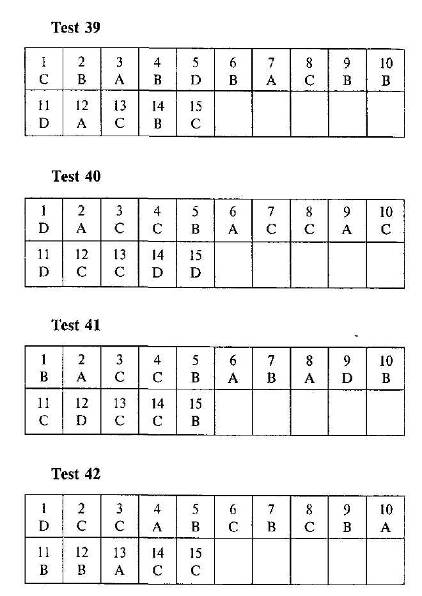 Test 39
1 2 3 4 5 6 7 8 9 10
C B A B D B A C B B
11 12 13 14 15
D A C B C
Test 40
1 2 3 4 5 6 7 8 9 10
D A C C B A C C A C
11 12 13 14 15
D C C D D
Test 41
1 2 3 4 5 6 7 8 9 10
B A C C B A B A D B
11 12 13 14 15
C D C C B
Test 42
1 2 3 4 5 6 7 8 9 10
D C C A B C B C B A
11 12 13 14 15
B B A C C